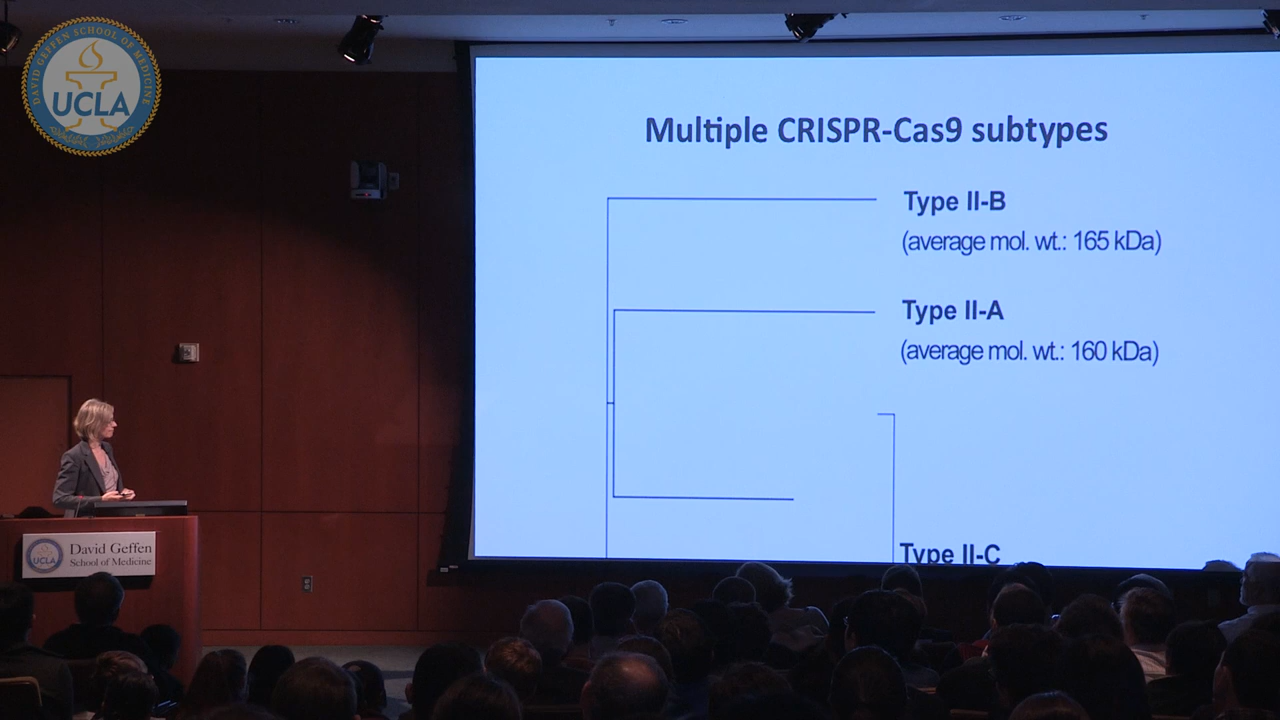 DAVID GEFFEN SCHOOL OF MEDICINE
UCLA
Multiple CRISPR-Cas9 subtypes
Type II-B
(average mol. wt.: 165 kDa)
Type II-A
(average mol. wt.: 160 kDa)
Type II-C
UCLA
David Geffen
School of Medicine